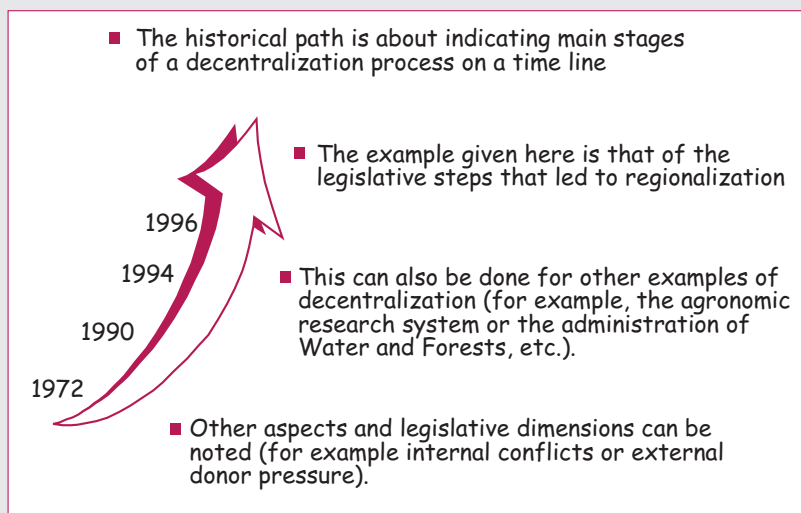 ■ The historical path is about indicating main stages
of a decentralization process on a time line
■ The example given here is that of the
legislative steps that led to regionalization
1996
1994
■ This can also be done for other examples of
decentralization (for example, the agronomic
research system or the administration of
Water and Forests, etc.).
1990
1972
■ Other aspects and legislative dimensions can be
noted (for example internal conflicts or external
donor pressure).